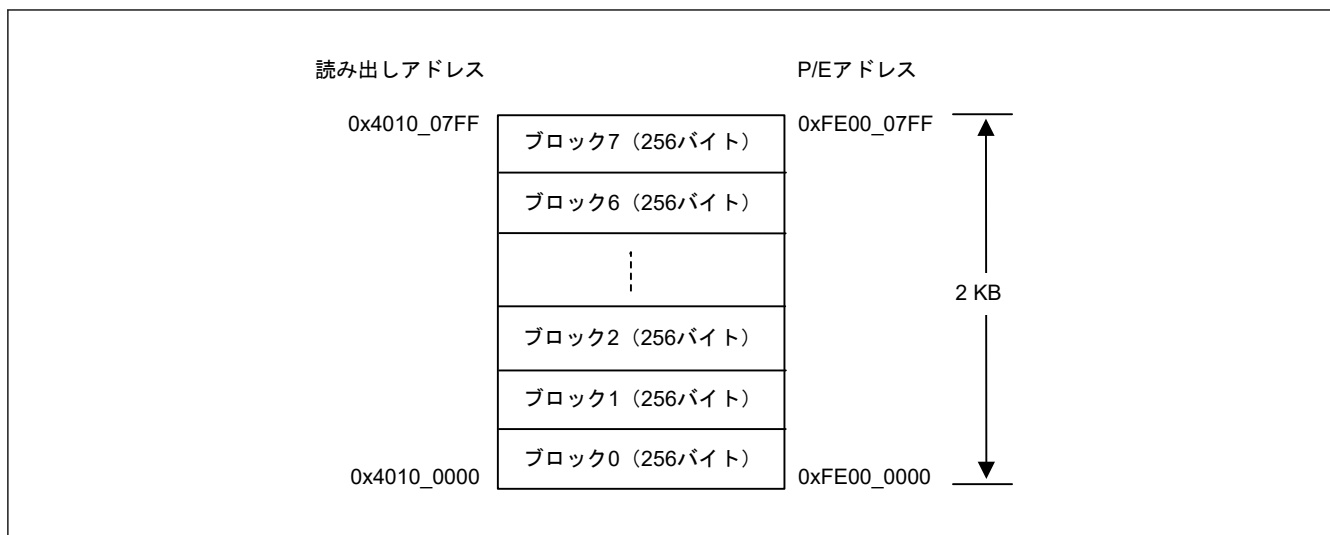 読み出しアドレス P/Eアドレス
0x4010_07FF ブロック7（256バイト） 0xFE00_07FF
ブロック6（256バイト）
2 KB
ブロック2（256バイト）
ブロック1（256バイト）
0x4010_0000 ブロック0（256バイト） 0xFE00_0000